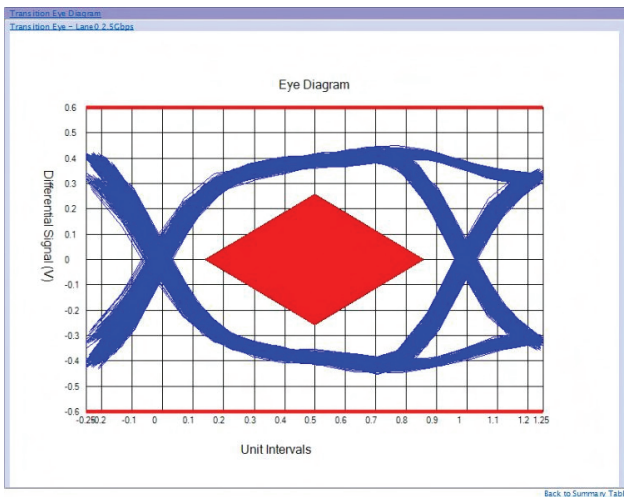 Transition Eye Diagram
Transition Eye - Lane0 2.5Gbps
Eye Diagram
Differential Signal (V)
0.6
0.5
0.4
0.3
0.2
0.1
0
-0.1
-0.2
-0.3
-0.4
-0.5
-0.6
-0.25 0.2 -0.1 0 0.1 0.2 0.3 0.4 0.5 0.6 0.7 0.8 0.9 1 1.1 1.2 1.25
Unit Intervals
Back to Summary Tabl